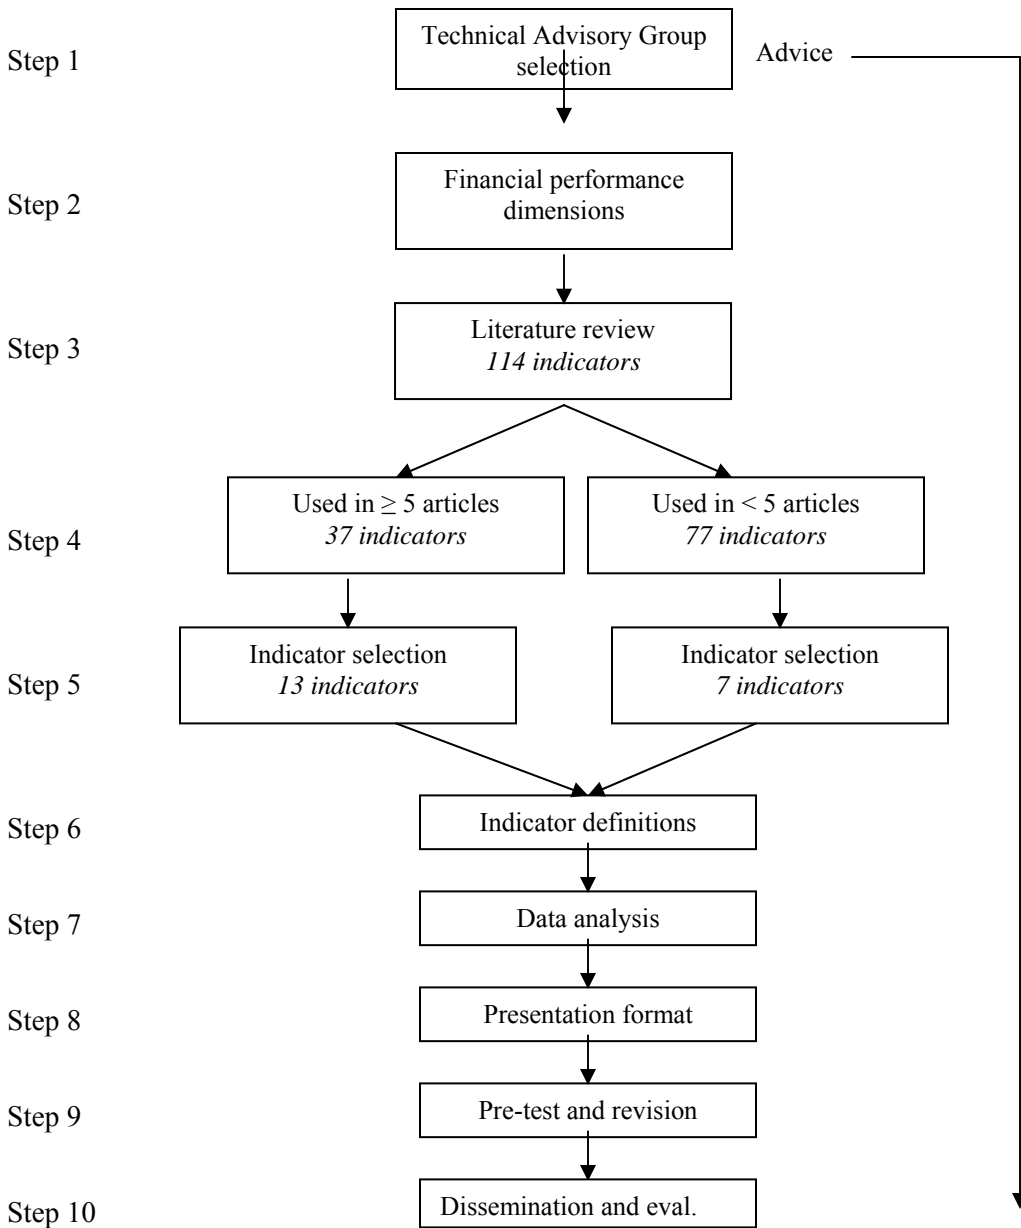 Step 1
Technical Advisory Group
selection
Advice
Step 2
Financial performance
dimensions
Step 3
Literature review
114 indicators
Step 4
Used in ≥ 5 articles
37 indicators
Used in < 5 articles
77 indicators
Step 5
Indicator selection
13 indicators
Indicator selection
7 indicators
Step 6
Indicator definitions
Step 7
Data analysis
Step 8
Presentation format
Step 9
Pre-test and revision
Step 10
Dissemination and eval.